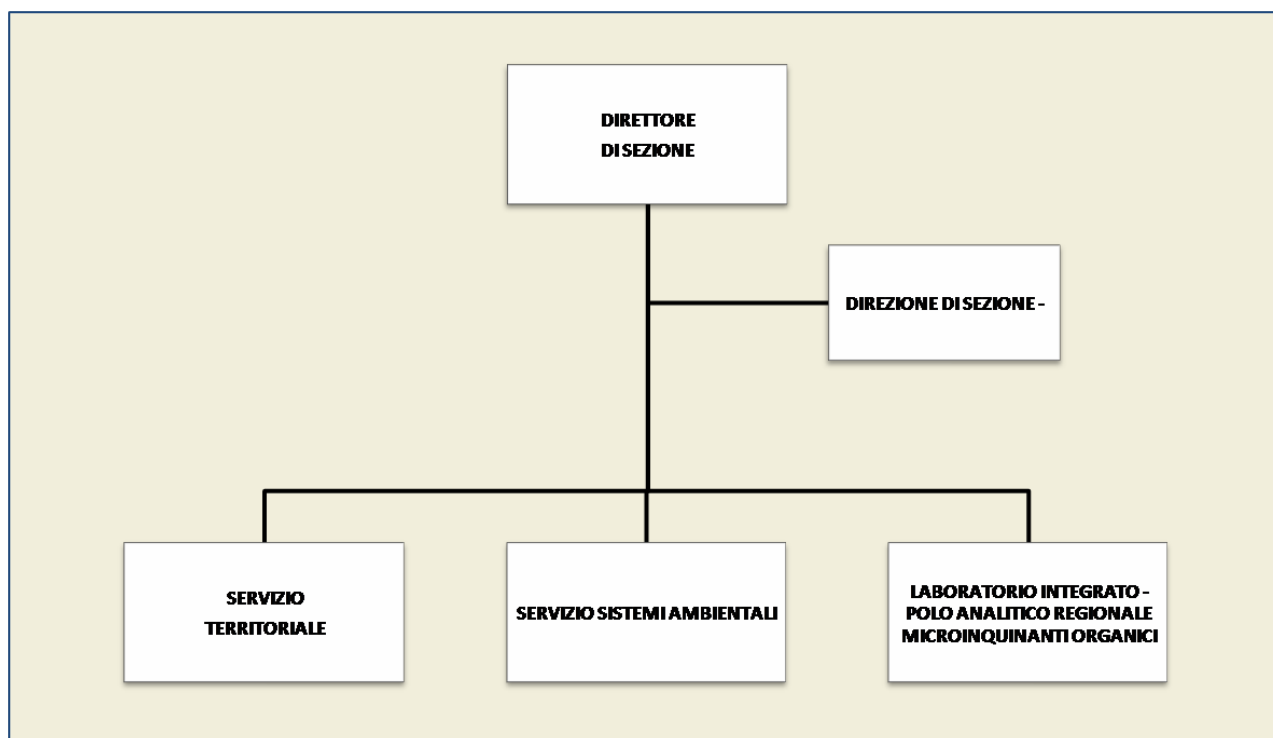 DIRETTORE
DI SEZIONE
DIREZIONE DI SEZIONE -
SERVIZIO
TERRITORIALE
SERVIZIO SISTEMI AMBIENTALI
LABORATORIO INTEGRATO -
POLO ANALITICO REGIONALE
MICROINQUINANTI ORGANICI